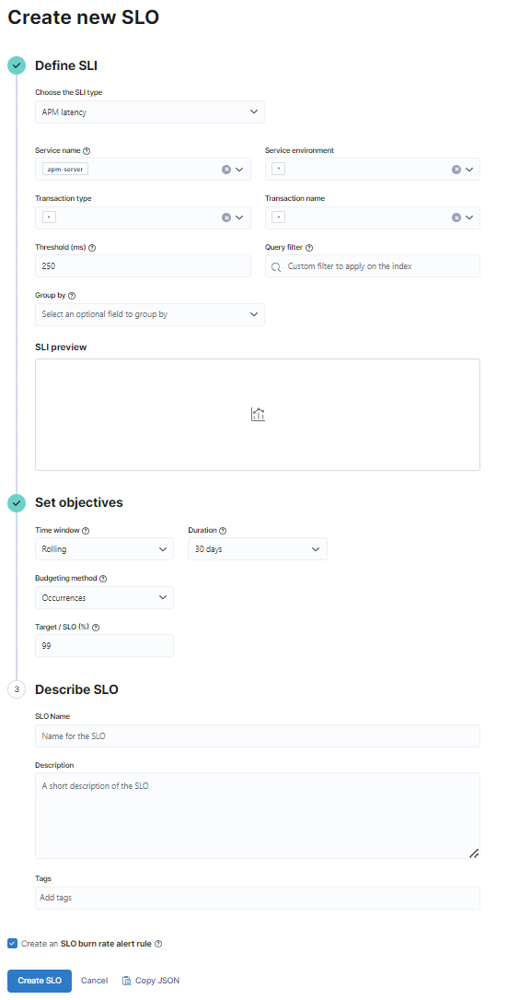 Create new SLO
Define SLI
Choose the SLI type
APM latency
Service name
Service environment
apm-server
*
Transaction type
Transaction name
*
*
Threshold (ms)
Query filter
250
Custom filter to apply on the index
Group by
Select an optional field to group by
SLI preview
Set objectives
Time window
Duration
Rolling
30 days
Budgeting method
Occurrences
Target / SLO (%)
99
3
Describe SLO
SLO Name
Name for the SLO
Description
A short description of the SLO
Tags
Add tags
Create an SLO burn rate alert rule
Create SLO
Cancel
Copy JSON